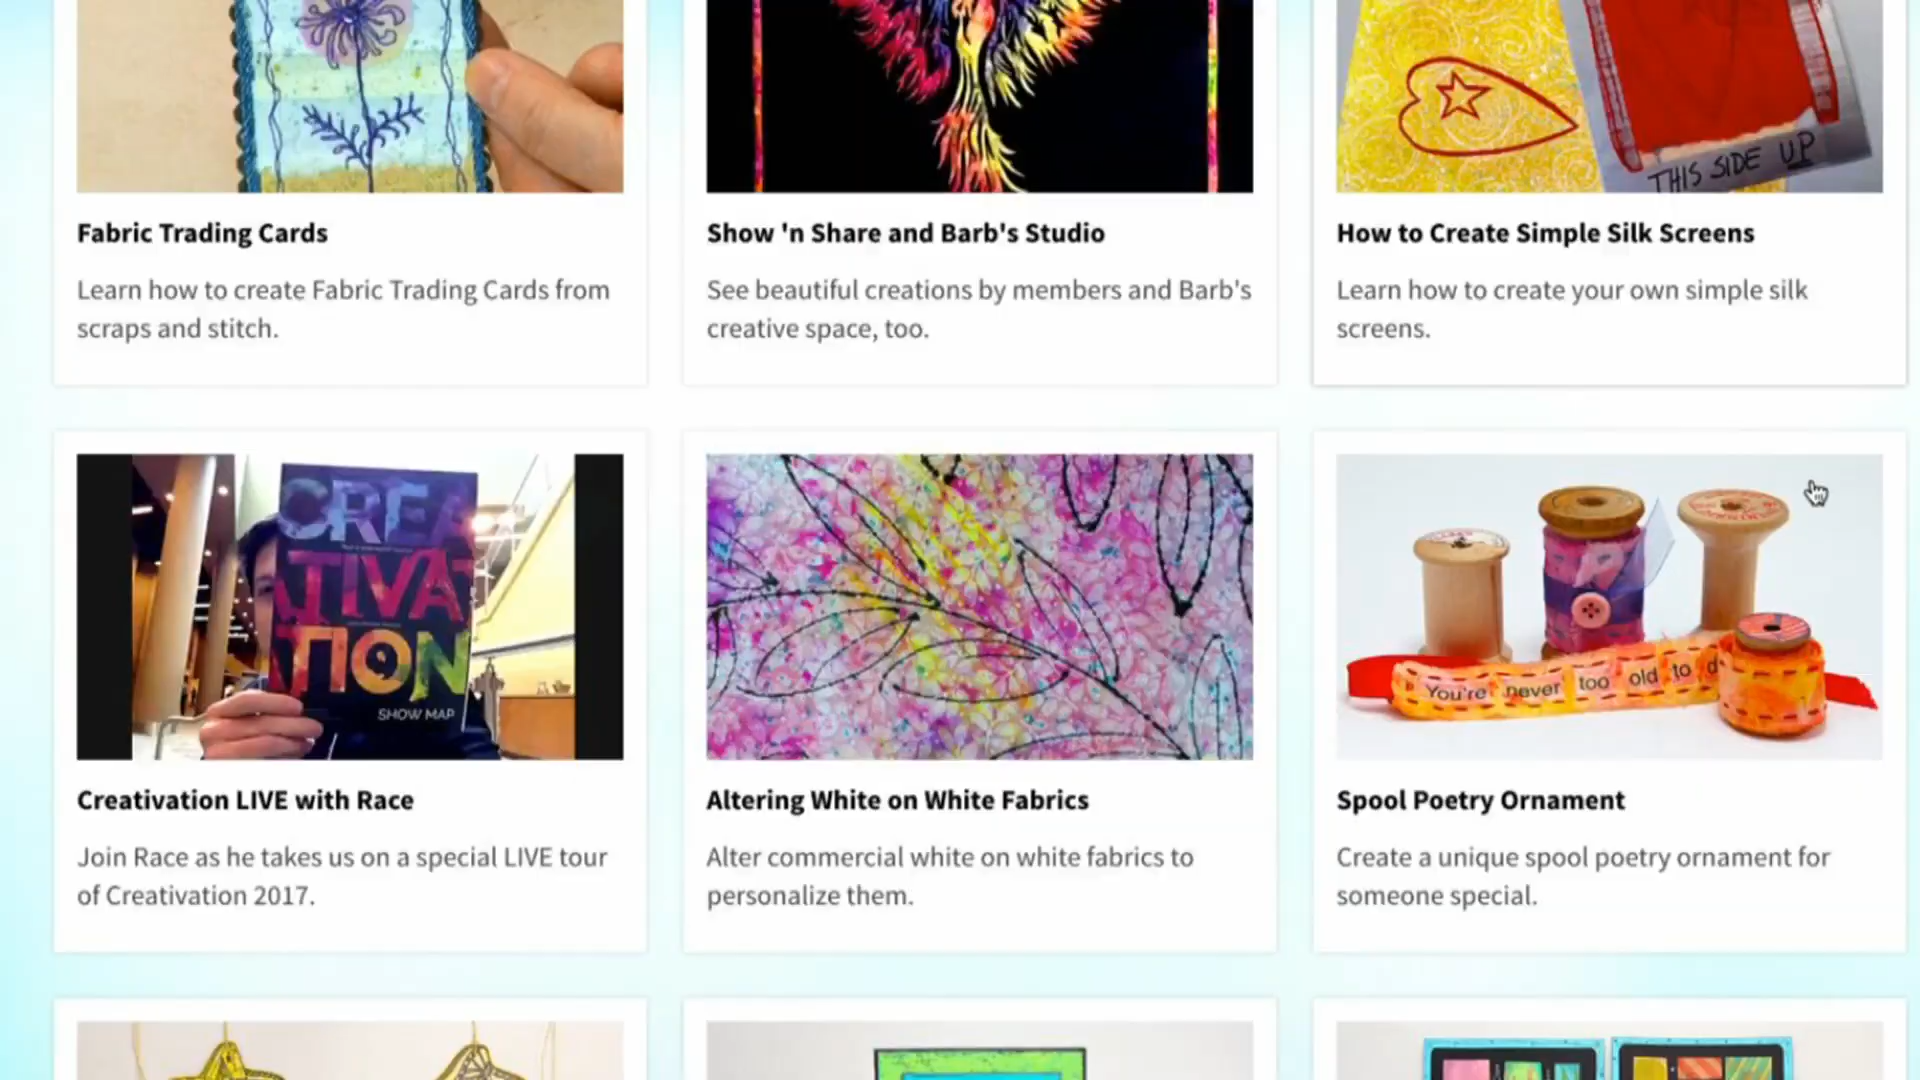 THIS SIDE UP
Fabric Trading Cards
Learn how to create Fabric Trading Cards from
scraps and stitch.
Show 'n Share and Barb's Studio
See beautiful creations by members and Barb's
creative space, too.
How to Create Simple Silk Screens
Learn how to create your own simple silk
screens.
CREA
TIVA
TION
SHOW MAP
You're never too old to d
Creativation LIVE with Race
Join Race as he takes us on a special LIVE tour
of Creativation 2017.
Altering White on White Fabrics
Alter commercial white on white fabrics to
personalize them.
Spool Poetry Ornament
Create a unique spool poetry ornament for
someone special.